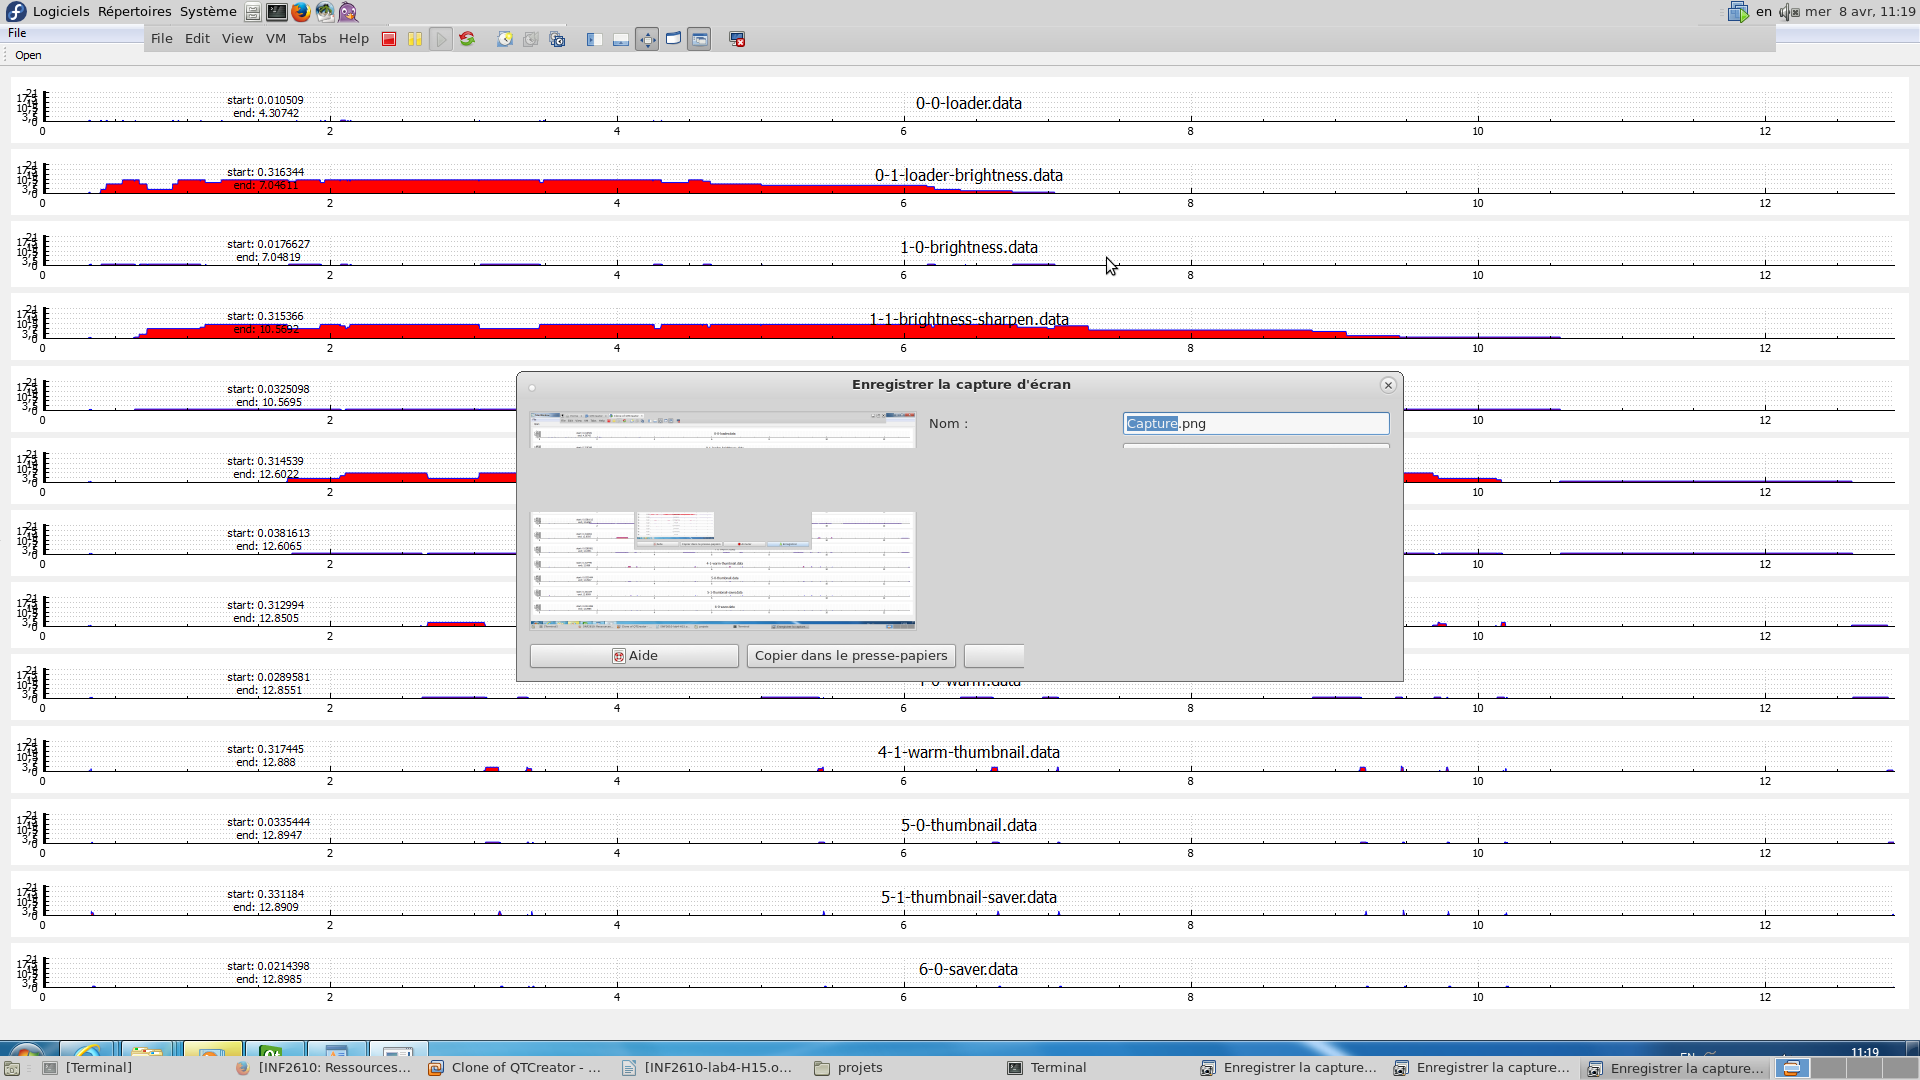 Logiciels Répertoires Système en mer 8 avr, 11:19
File
File Edit View VM Tabs Help
Open
0-0-loader.data
start: 0.010509
end: 4.30742
0 2 4 6 8 10 12
0-1-loader-brightness.data
start: 0.316344
end: 7.04611
0 2 4 6 8 10 12
1-0-brightness.data
start: 0.0176627
end: 7.04819
0 2 4 6 8 10 12
1-1-brightness-sharpen.data
start: 0.315366
end: 10.5692
0 2 4 6 8 10 12
Enregistrer la capture d'écran
Nom :
Capture.png
Aide
Copier dans le presse-papiers
start: 0.0325098
end: 10.5695
0 2 10 12
start: 0.314539
end: 12.6022
0 2 10 12
start: 0.0381613
end: 12.6065
0 2 10 12
start: 0.312994
end: 12.8505
0 2 10 12
start: 0.0289581
end: 12.8551
0 2 4 6 8 10 12
4-1-warm-thumbnail.data
start: 0.317445
end: 12.888
0 2 4 6 8 10 12
5-0-thumbnail.data
start: 0.0335444
end: 12.8947
0 2 4 6 8 10 12
5-1-thumbnail-saver.data
start: 0.331184
end: 12.8909
0 2 4 6 8 10 12
6-0-saver.data
start: 0.0214398
end: 12.8985
0 2 4 6 8 10 12
11:19
[Terminal] [INF2610: Ressources... Clone of QTCreator - ... [INF2610-lab4-H15.o... projets Terminal Enregistrer la capture... Enregistrer la capture... Enregistrer la capture...